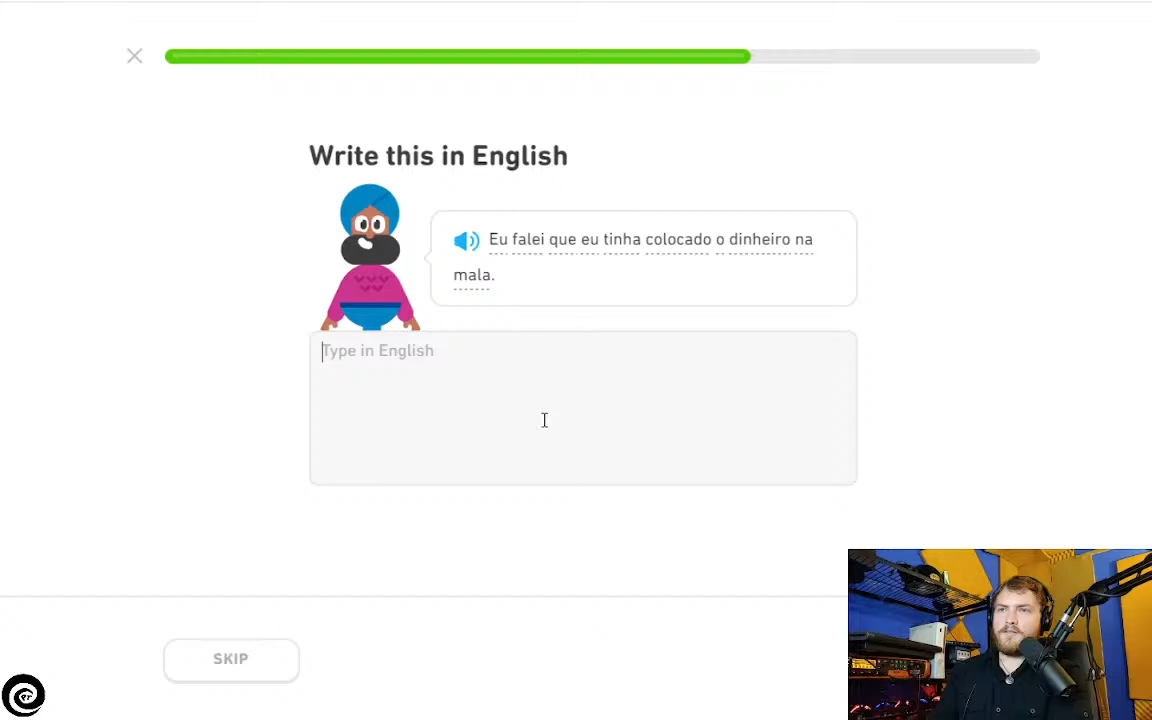 Write this in English
Eu falei que eu tinha colocado o dinheiro na
mala.
Type in English
SKIP